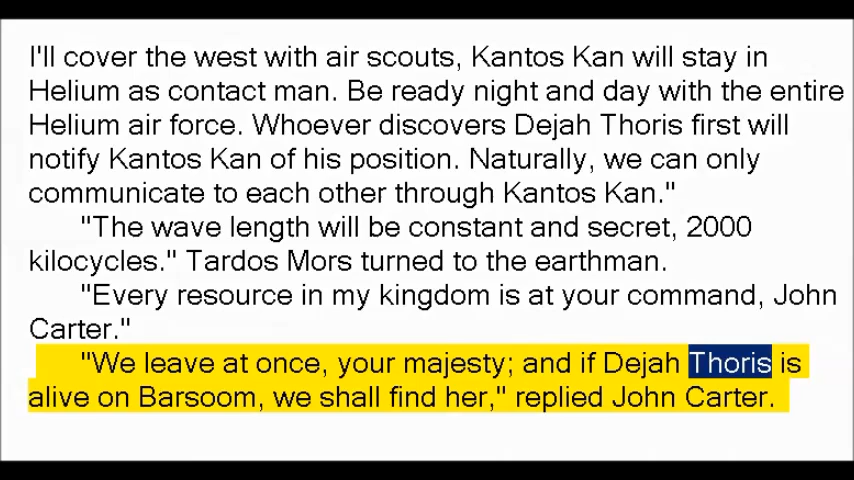 I'll cover the west with air scouts, Kantos Kan will stay in
Helium as contact man. Be ready night and day with the entire
Helium air force. Whoever discovers Dejah Thoris first will
notify Kantos Kan of his position. Naturally, we can only
communicate to each other through Kantos Kan."
"The wave length will be constant and secret, 2000
kilocycles." Tardos Mors turned to the earthman.
"Every resource in my kingdom is at your command, John
Carter."
"We leave at once, your majesty; and if Dejah Thoris is
alive on Barsoom, we shall find her," replied John Carter.